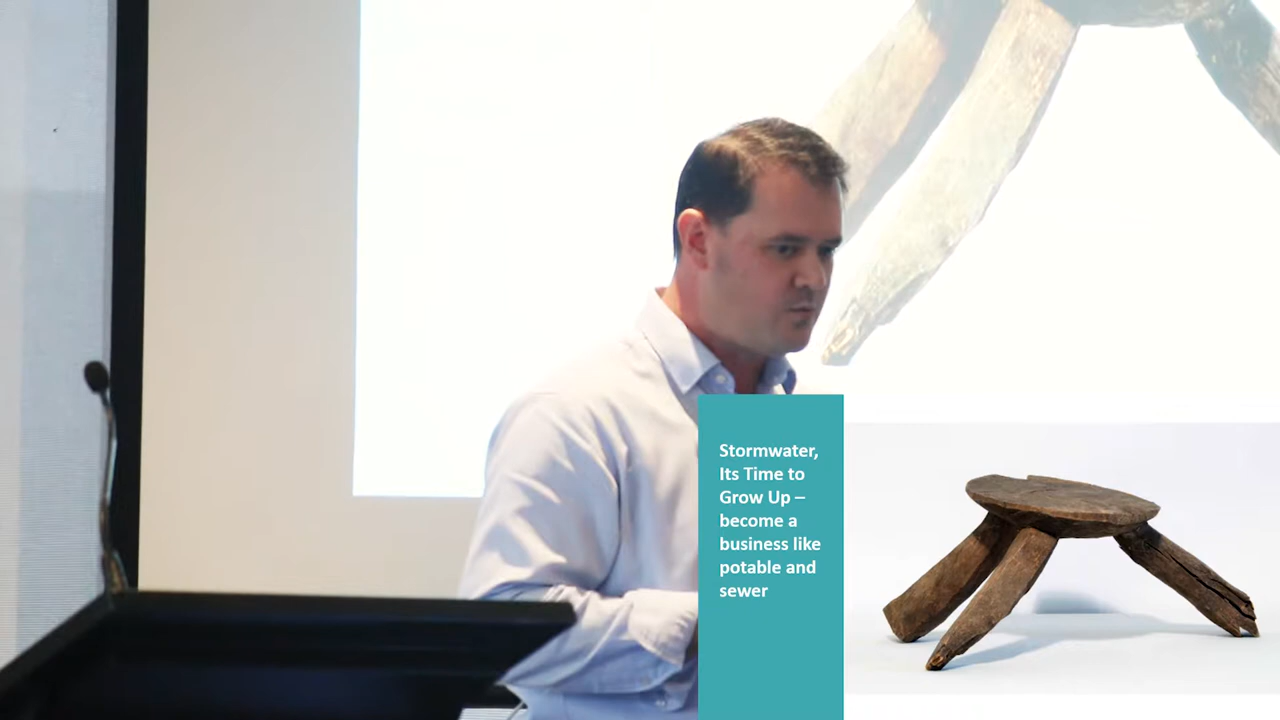 Stormwater,
Its Time to
Grow Up –
become a
business like
potable and
sewer